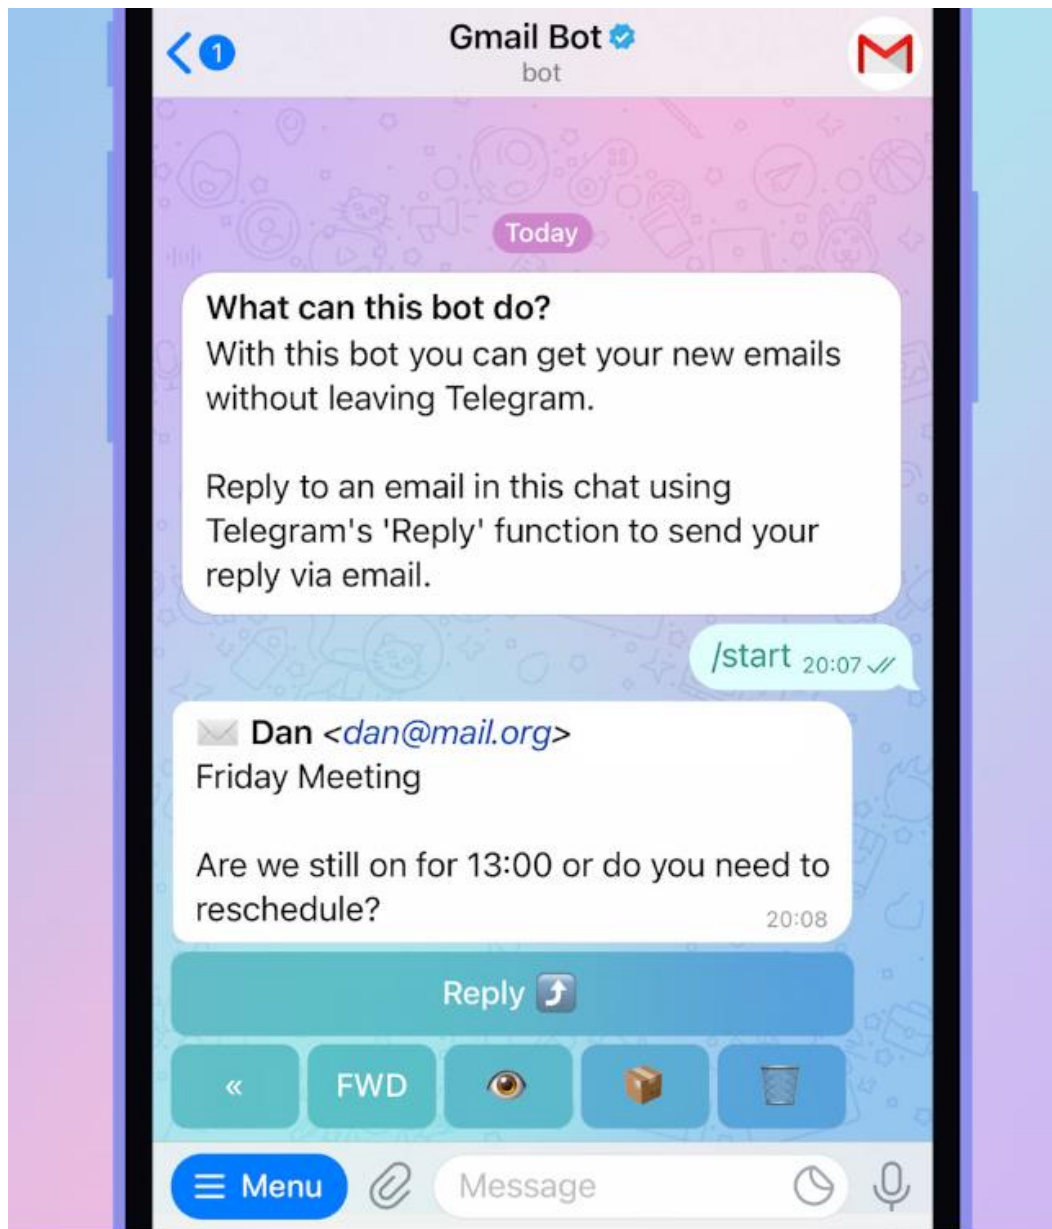 1
Gmail Bot
bot
Today
What can this bot do?
With this bot you can get your new emails
without leaving Telegram.
Reply to an email in this chat using
Telegram's 'Reply' function to send your
reply via email.
/start 20:07
Dan <dan@mail.org>
Friday Meeting
Are we still on for 13:00 or do you need to
reschedule?
20:08
Reply
« FWD
Menu Message